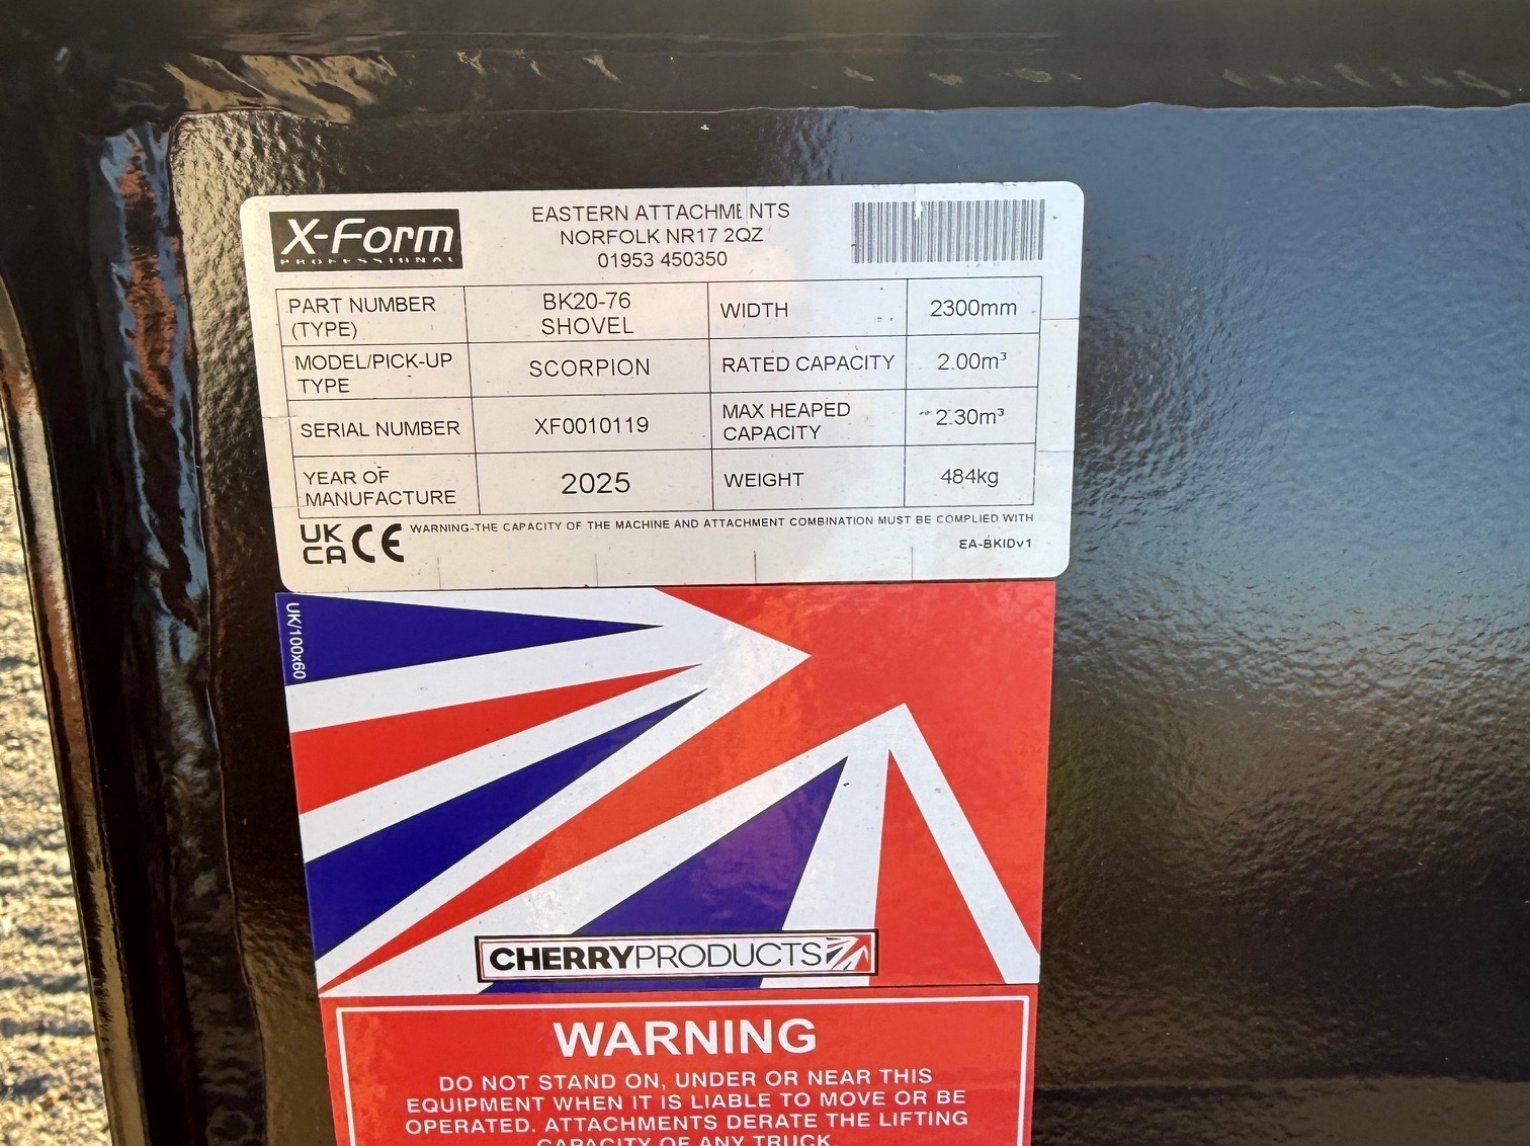 X-Form
PROFESSIONAL
EASTERN ATTACHMENTS
NORFOLK NR17 2QZ
01953 450350
PART NUMBER (TYPE)
BK20-76 SHOVEL
WIDTH
2300mm
MODEL/PICK-UP TYPE
SCORPION
RATED CAPACITY
2.00m³
SERIAL NUMBER
XF0010119
MAX HEAPED CAPACITY
2.30m³
YEAR OF MANUFACTURE
2025
WEIGHT
484kg
UK
CA CE
WARNING-THE CAPACITY OF THE MACHINE AND ATTACHMENT COMBINATION MUST BE COMPLIED WITH
EA-BKIDv1
UK/100x60
CHERRYPRODUCTS
WARNING
DO NOT STAND ON, UNDER OR NEAR THIS
EQUIPMENT WHEN IT IS LIABLE TO MOVE OR BE
OPERATED. ATTACHMENTS DERATE THE LIFTING
CAPACITY OF ANY TRUCK.